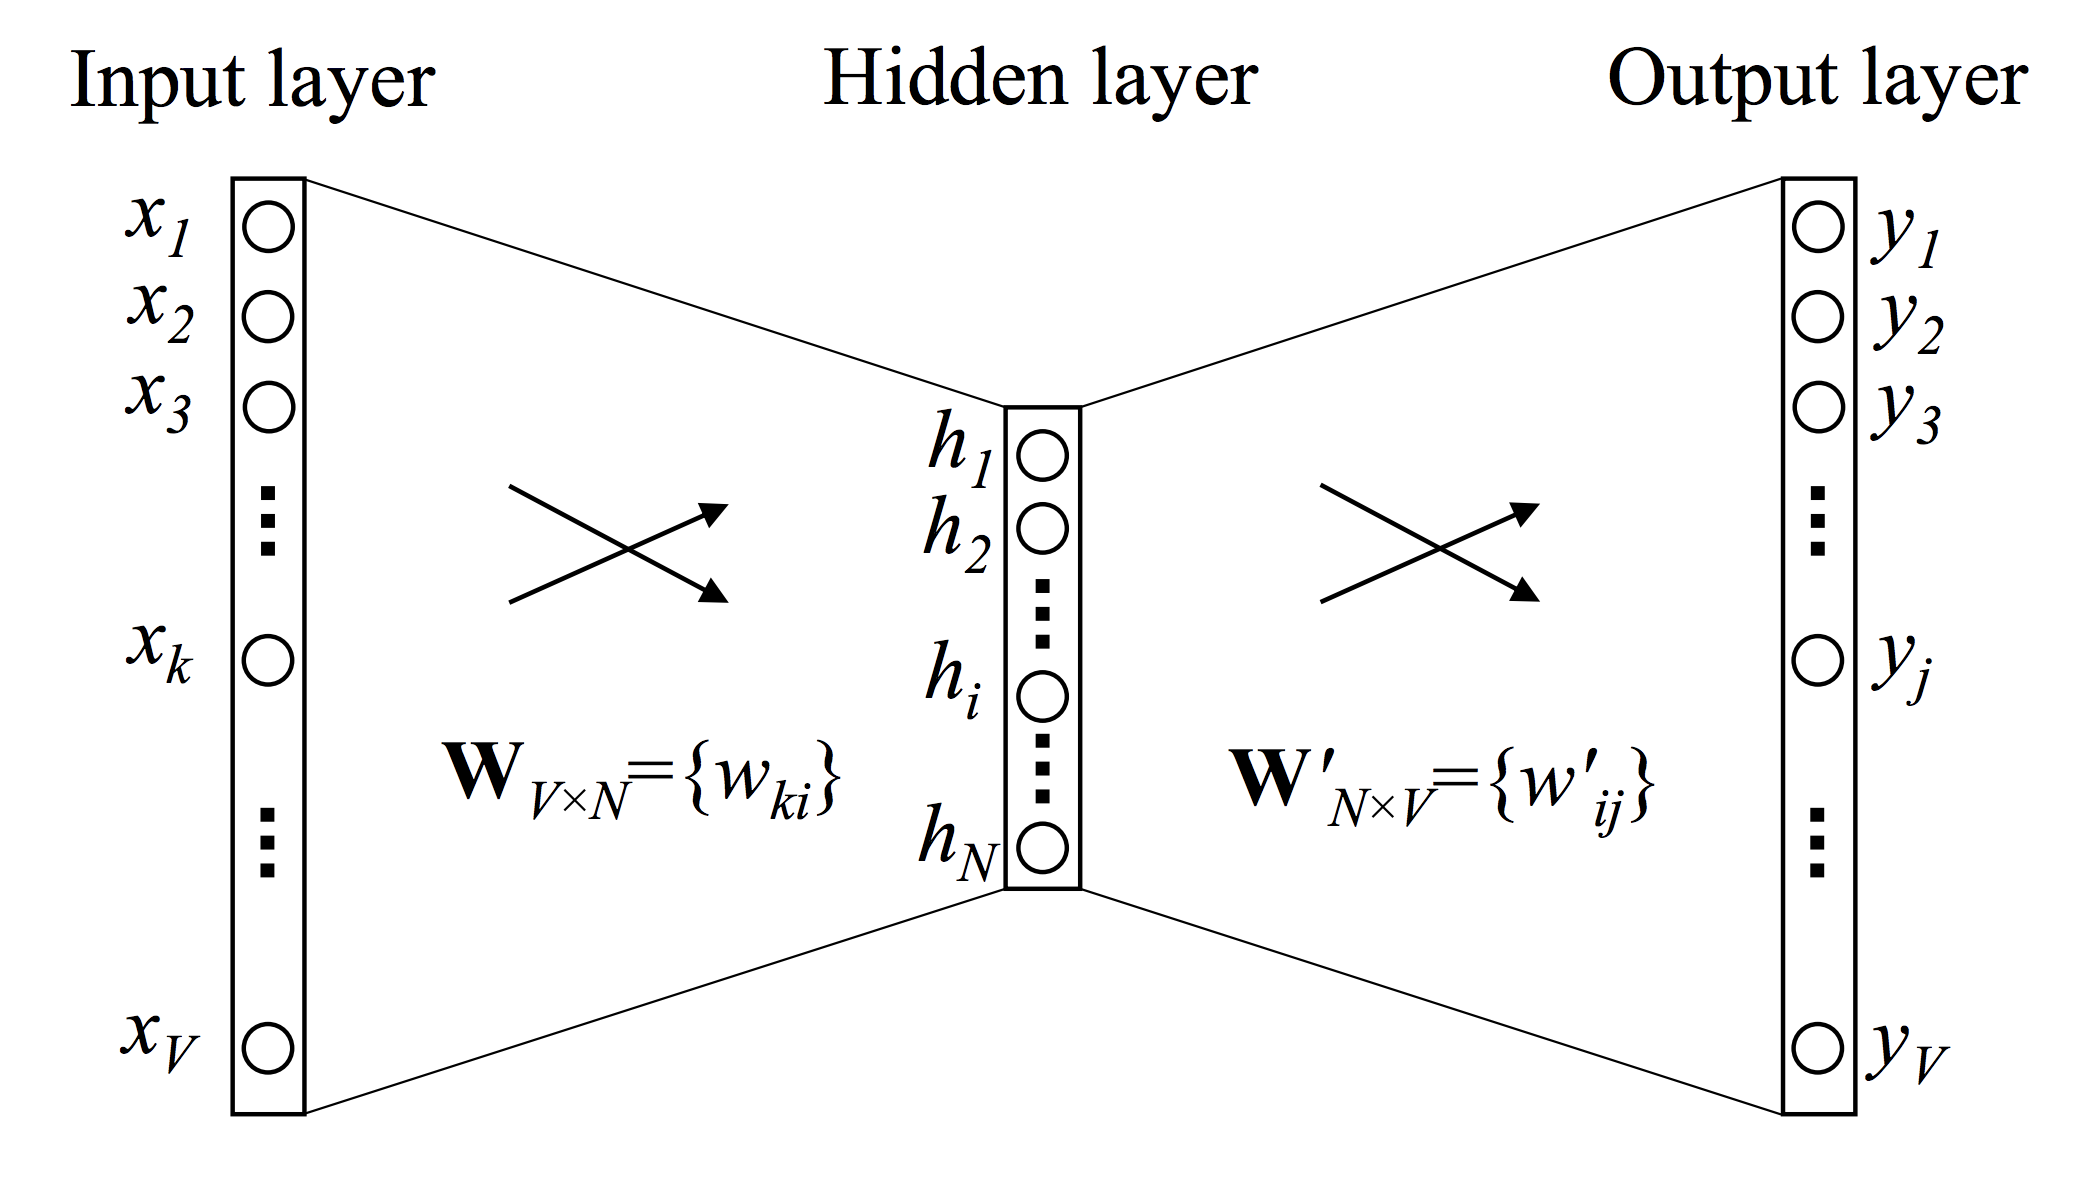 Input layer Hidden layer Output layer
x1 y1
x2 y2
x3 y3
h1
h2
xk hi yj
W V×N={wki} W'N×V={w'ij}
hN
xV yV